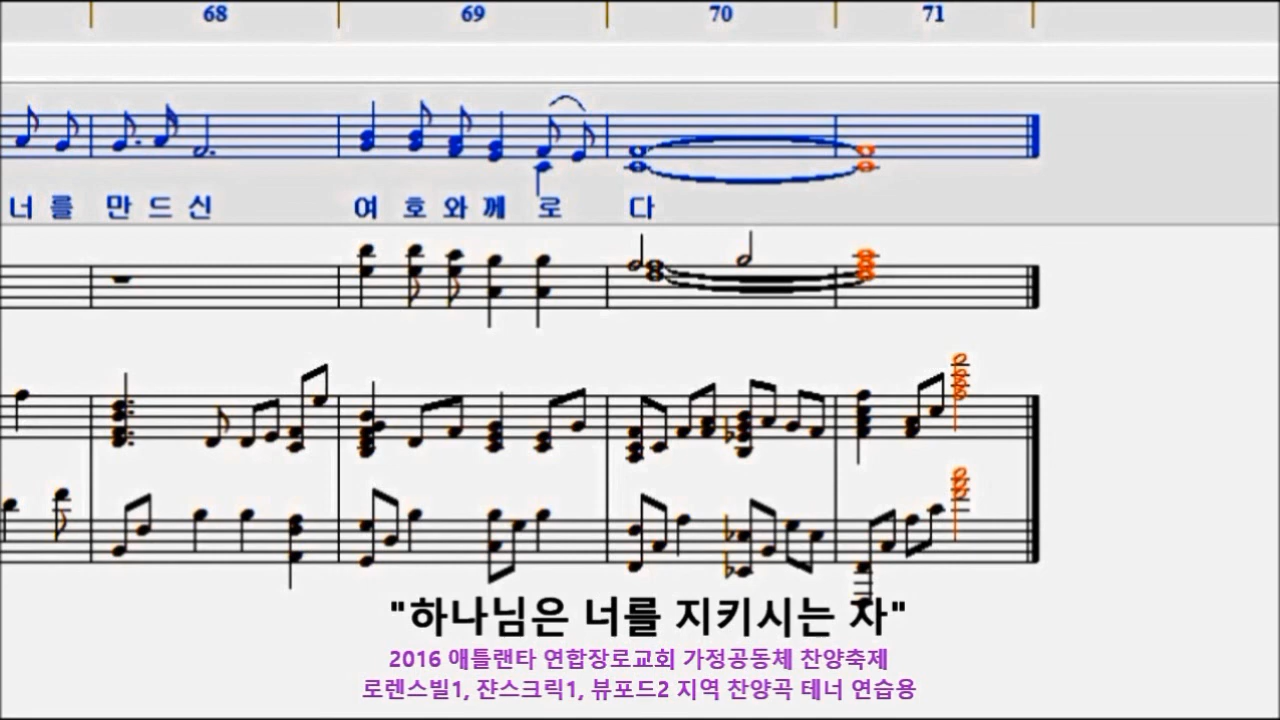 68 69 70 71
너 를 만 드 신 여 호 와 께 로 다
"하나님은 너를 지키시는 자"
2016 애틀랜타 연합장로교회 가정공동체 찬양축제
로렌스빌1, 쟌스크릭1, 뷰포드2 지역 찬양곡 테너 연습용